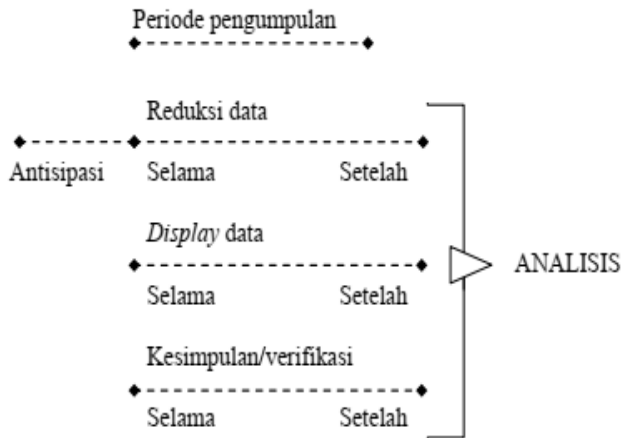 Periode pengumpulan
Reduksi data
Antisipasi Selama Setelah
Display data
Selama Setelah
ANALISIS
Kesimpulan/verifikasi
Selama Setelah